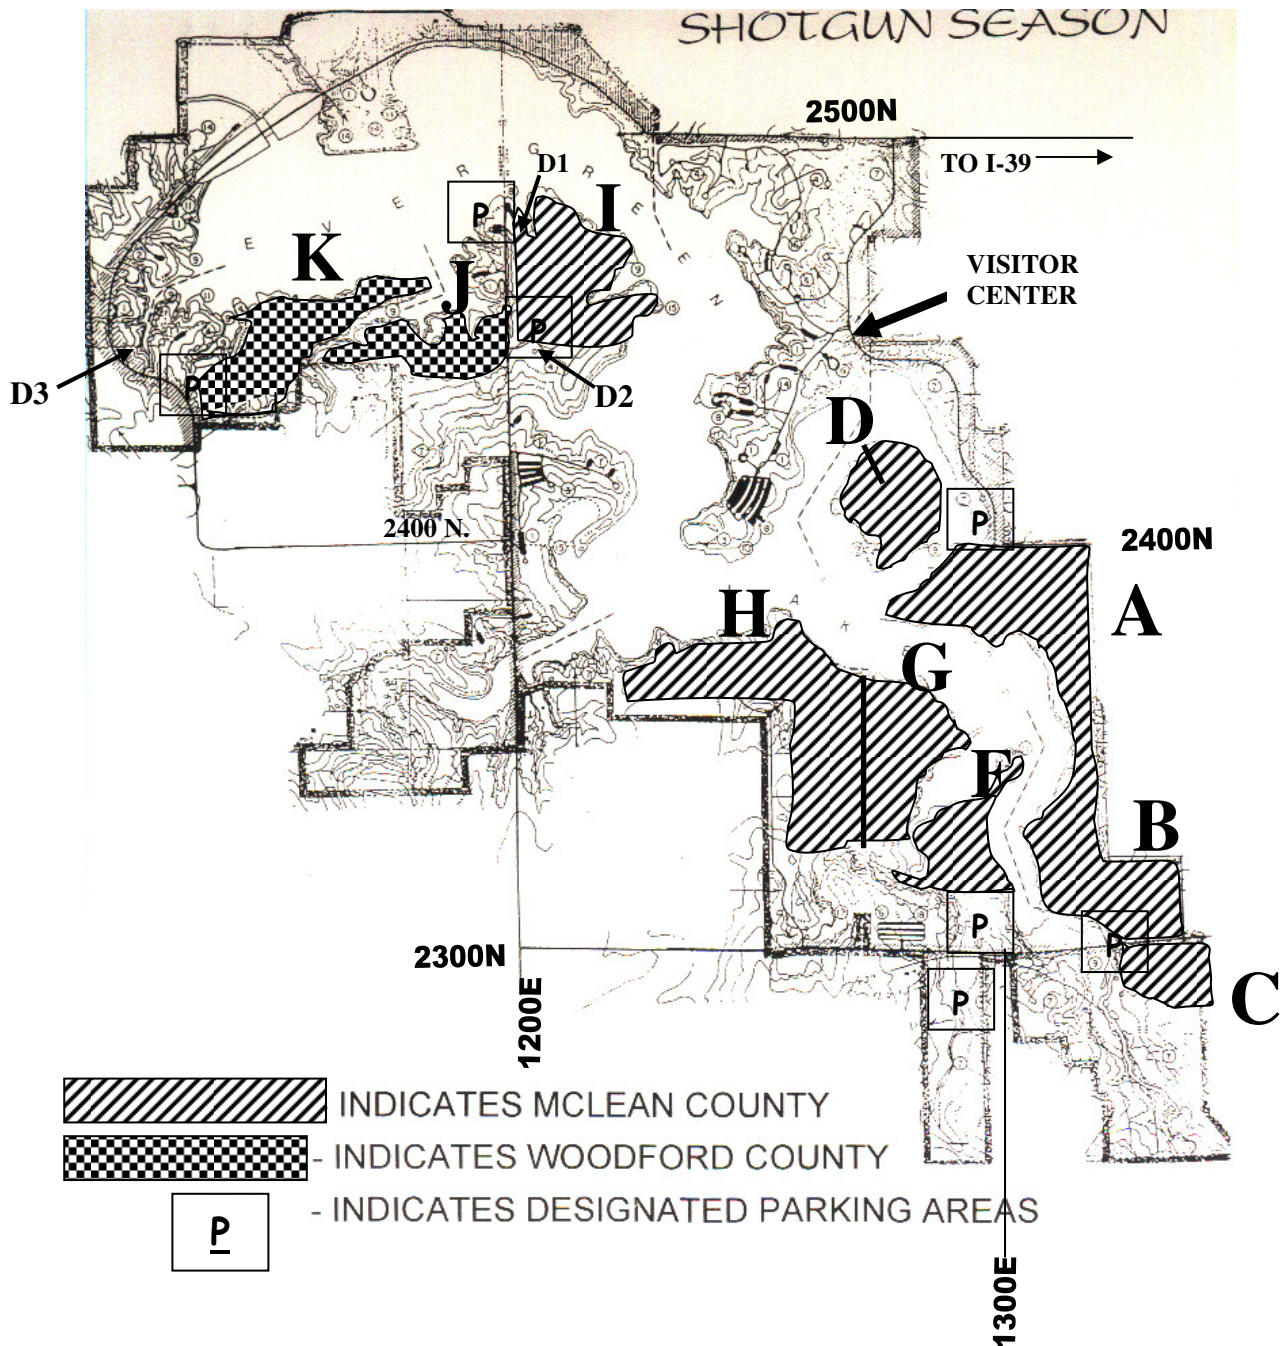 SHOTGUN SEASON
2500N
TO I-39
D1
I
P
E V E R G R E E N
K
J
VISITOR
CENTER
P
D3
P
D2
D
P
2400 N.
2400N
A
H
L A K E
G
B
P
P
2300N
P
C
1200E
INDICATES MCLEAN COUNTY
- INDICATES WOODFORD COUNTY
- INDICATES DESIGNATED PARKING AREAS
P
1300E